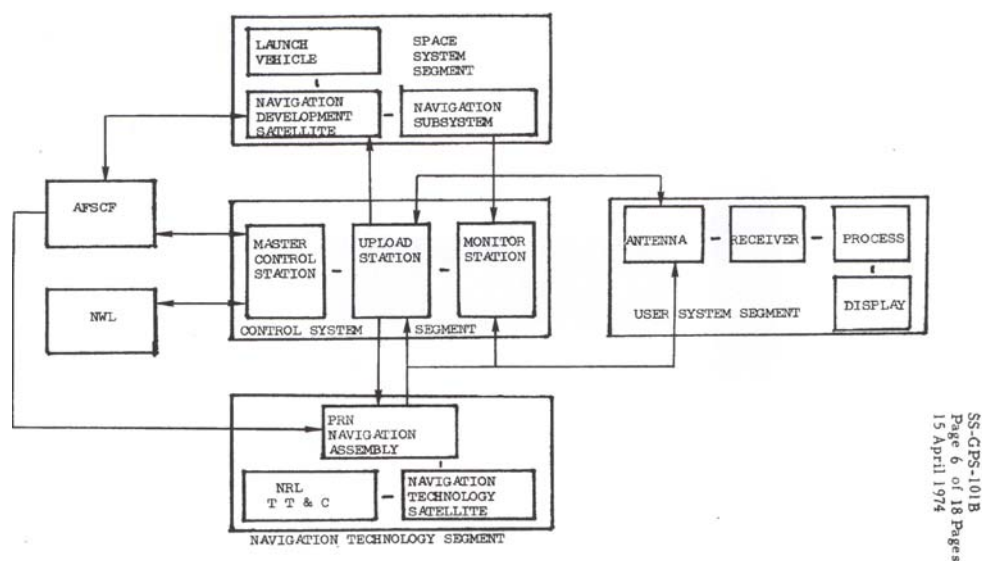 LAUNCH
VEHICLE
SPACE
SYSTEM
SEGMENT
NAVIGATION
DEVELOPMENT
SATELLITE
NAVIGATION
SUBSYSTEM
AFSCF
NWL
MASTER
CONTROL
STATION
UPLOAD
STATION
MONITOR
STATION
CONTROL SYSTEM SEGMENT
ANTENNA
RECEIVER
PROCESS
DISPLAY
USER SYSTEM SEGMENT
PRN
NAVIGATION
ASSEMBLY
NRL
T T & C
NAVIGATION
TECHNOLOGY
SATELLITE
NAVIGATION TECHNOLOGY SEGMENT
SS-GPS-101B
Page 6 of 18 Pages
15 April 1974